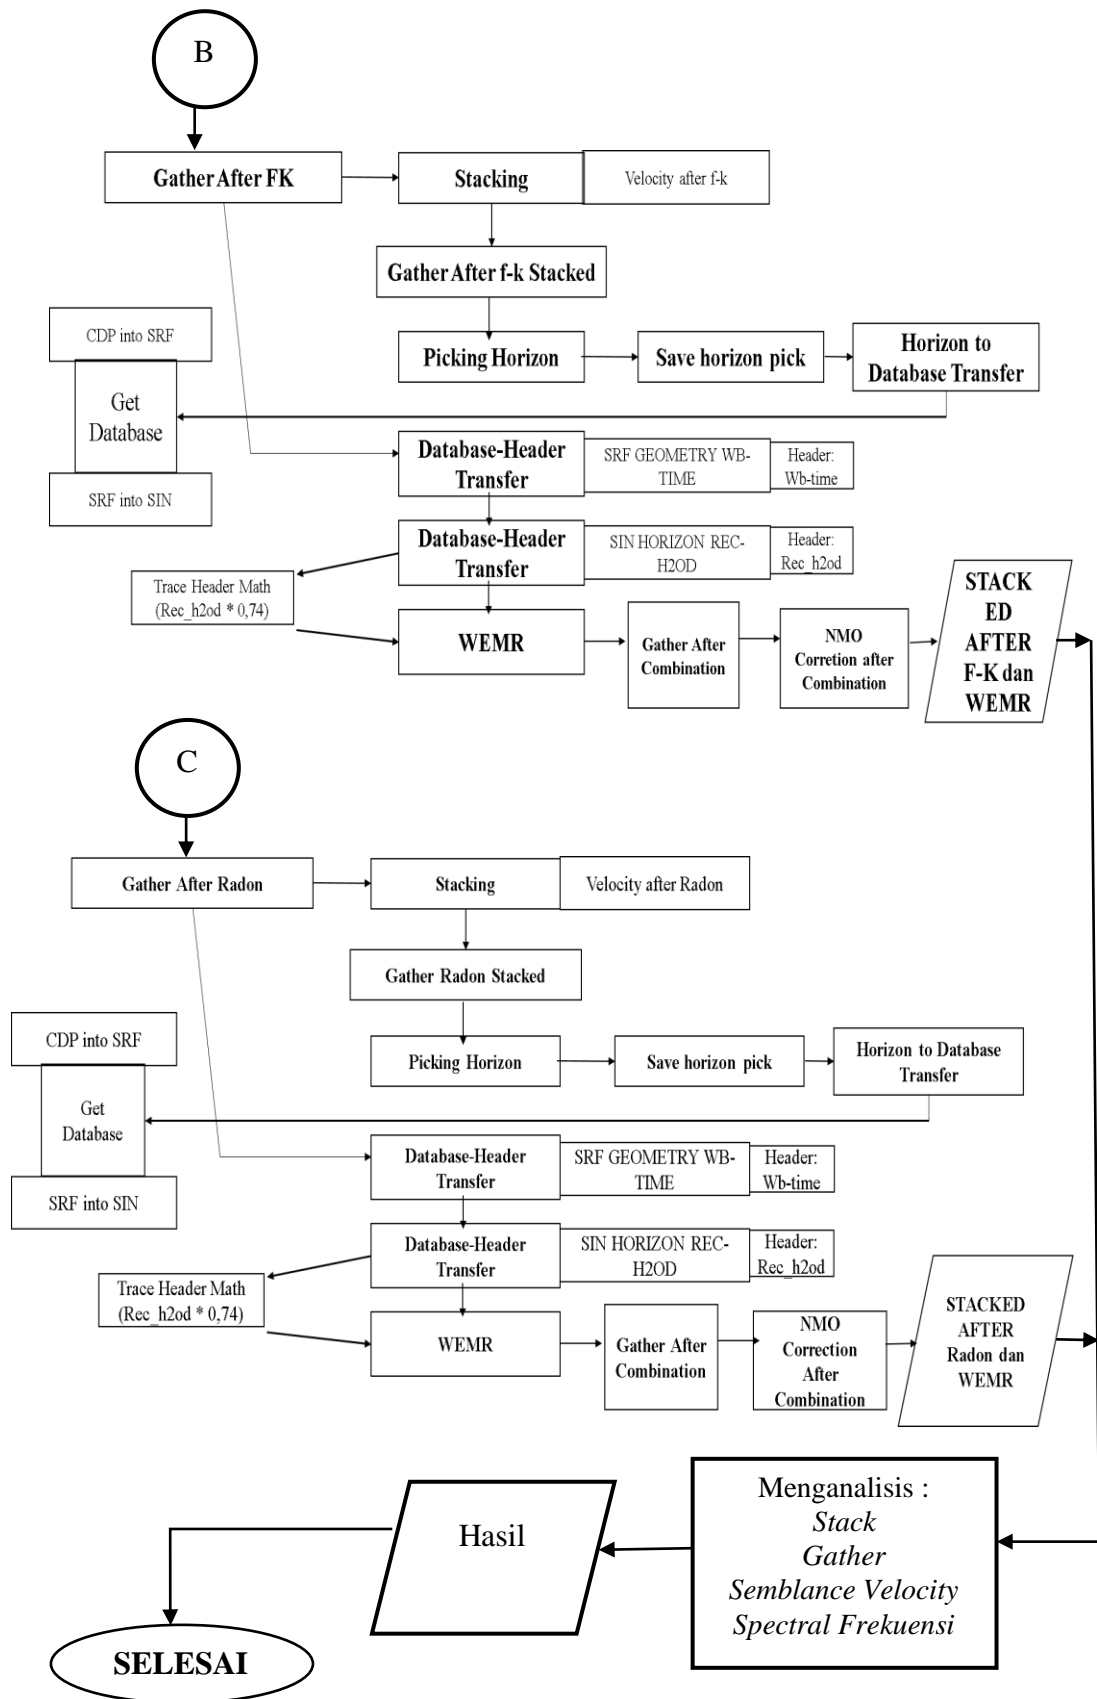 B
Gather After FK
Stacking
Velocity after f-k
Gather After f-k Stacked
CDP into SRF
Get
Database
SRF into SIN
Picking Horizon
Save horizon pick
Horizon to
Database Transfer
Database-Header
Transfer
SRF GEOMETRY WB-
TIME
Header:
Wb-time
Database-Header
Transfer
SIN HORIZON REC-
H2OD
Header:
Rec_h2od
Trace Header Math
(Rec_h2od * 0,74)
WEMR
Gather After
Combination
NMO
Corretion after
Combination
STACK
ED
AFTER
F-K dan
WEMR
C
Gather After Radon
Stacking
Velocity after Radon
Gather Radon Stacked
CDP into SRF
Get
Database
SRF into SIN
Picking Horizon
Save horizon pick
Horizon to Database
Transfer
Database-Header
Transfer
SRF GEOMETRY WB-
TIME
Header:
Wb-time
Database-Header
Transfer
SIN HORIZON REC-
H2OD
Header:
Rec_h2od
Trace Header Math
(Rec_h2od * 0,74)
WEMR
Gather After
Combination
NMO
Correction
After
Combination
STACKED
AFTER
Radon dan
WEMR
Menganalisis :
Stack
Gather
Semblance Velocity
Spectral Frekuensi
Hasil
SELESAI